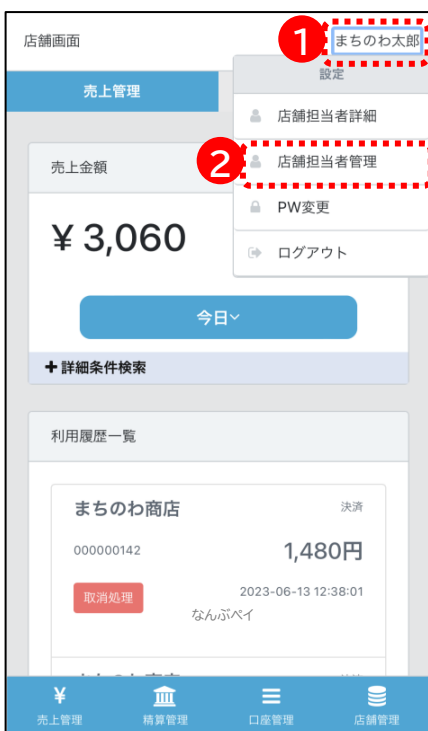 店舗画面
1
まちのわ太郎
設定
売上管理
店舗担当者詳細
売上金額
2
店舗担当者管理
¥ 3,060
PW変更
ログアウト
今日
詳細条件検索
利用履歴一覧
まちのわ商店
決済
000000142
1,480円
取消処理
2023-06-13 12:38:01
なんぶペイ
¥
売上管理
精算管理
口座管理
店舗管理